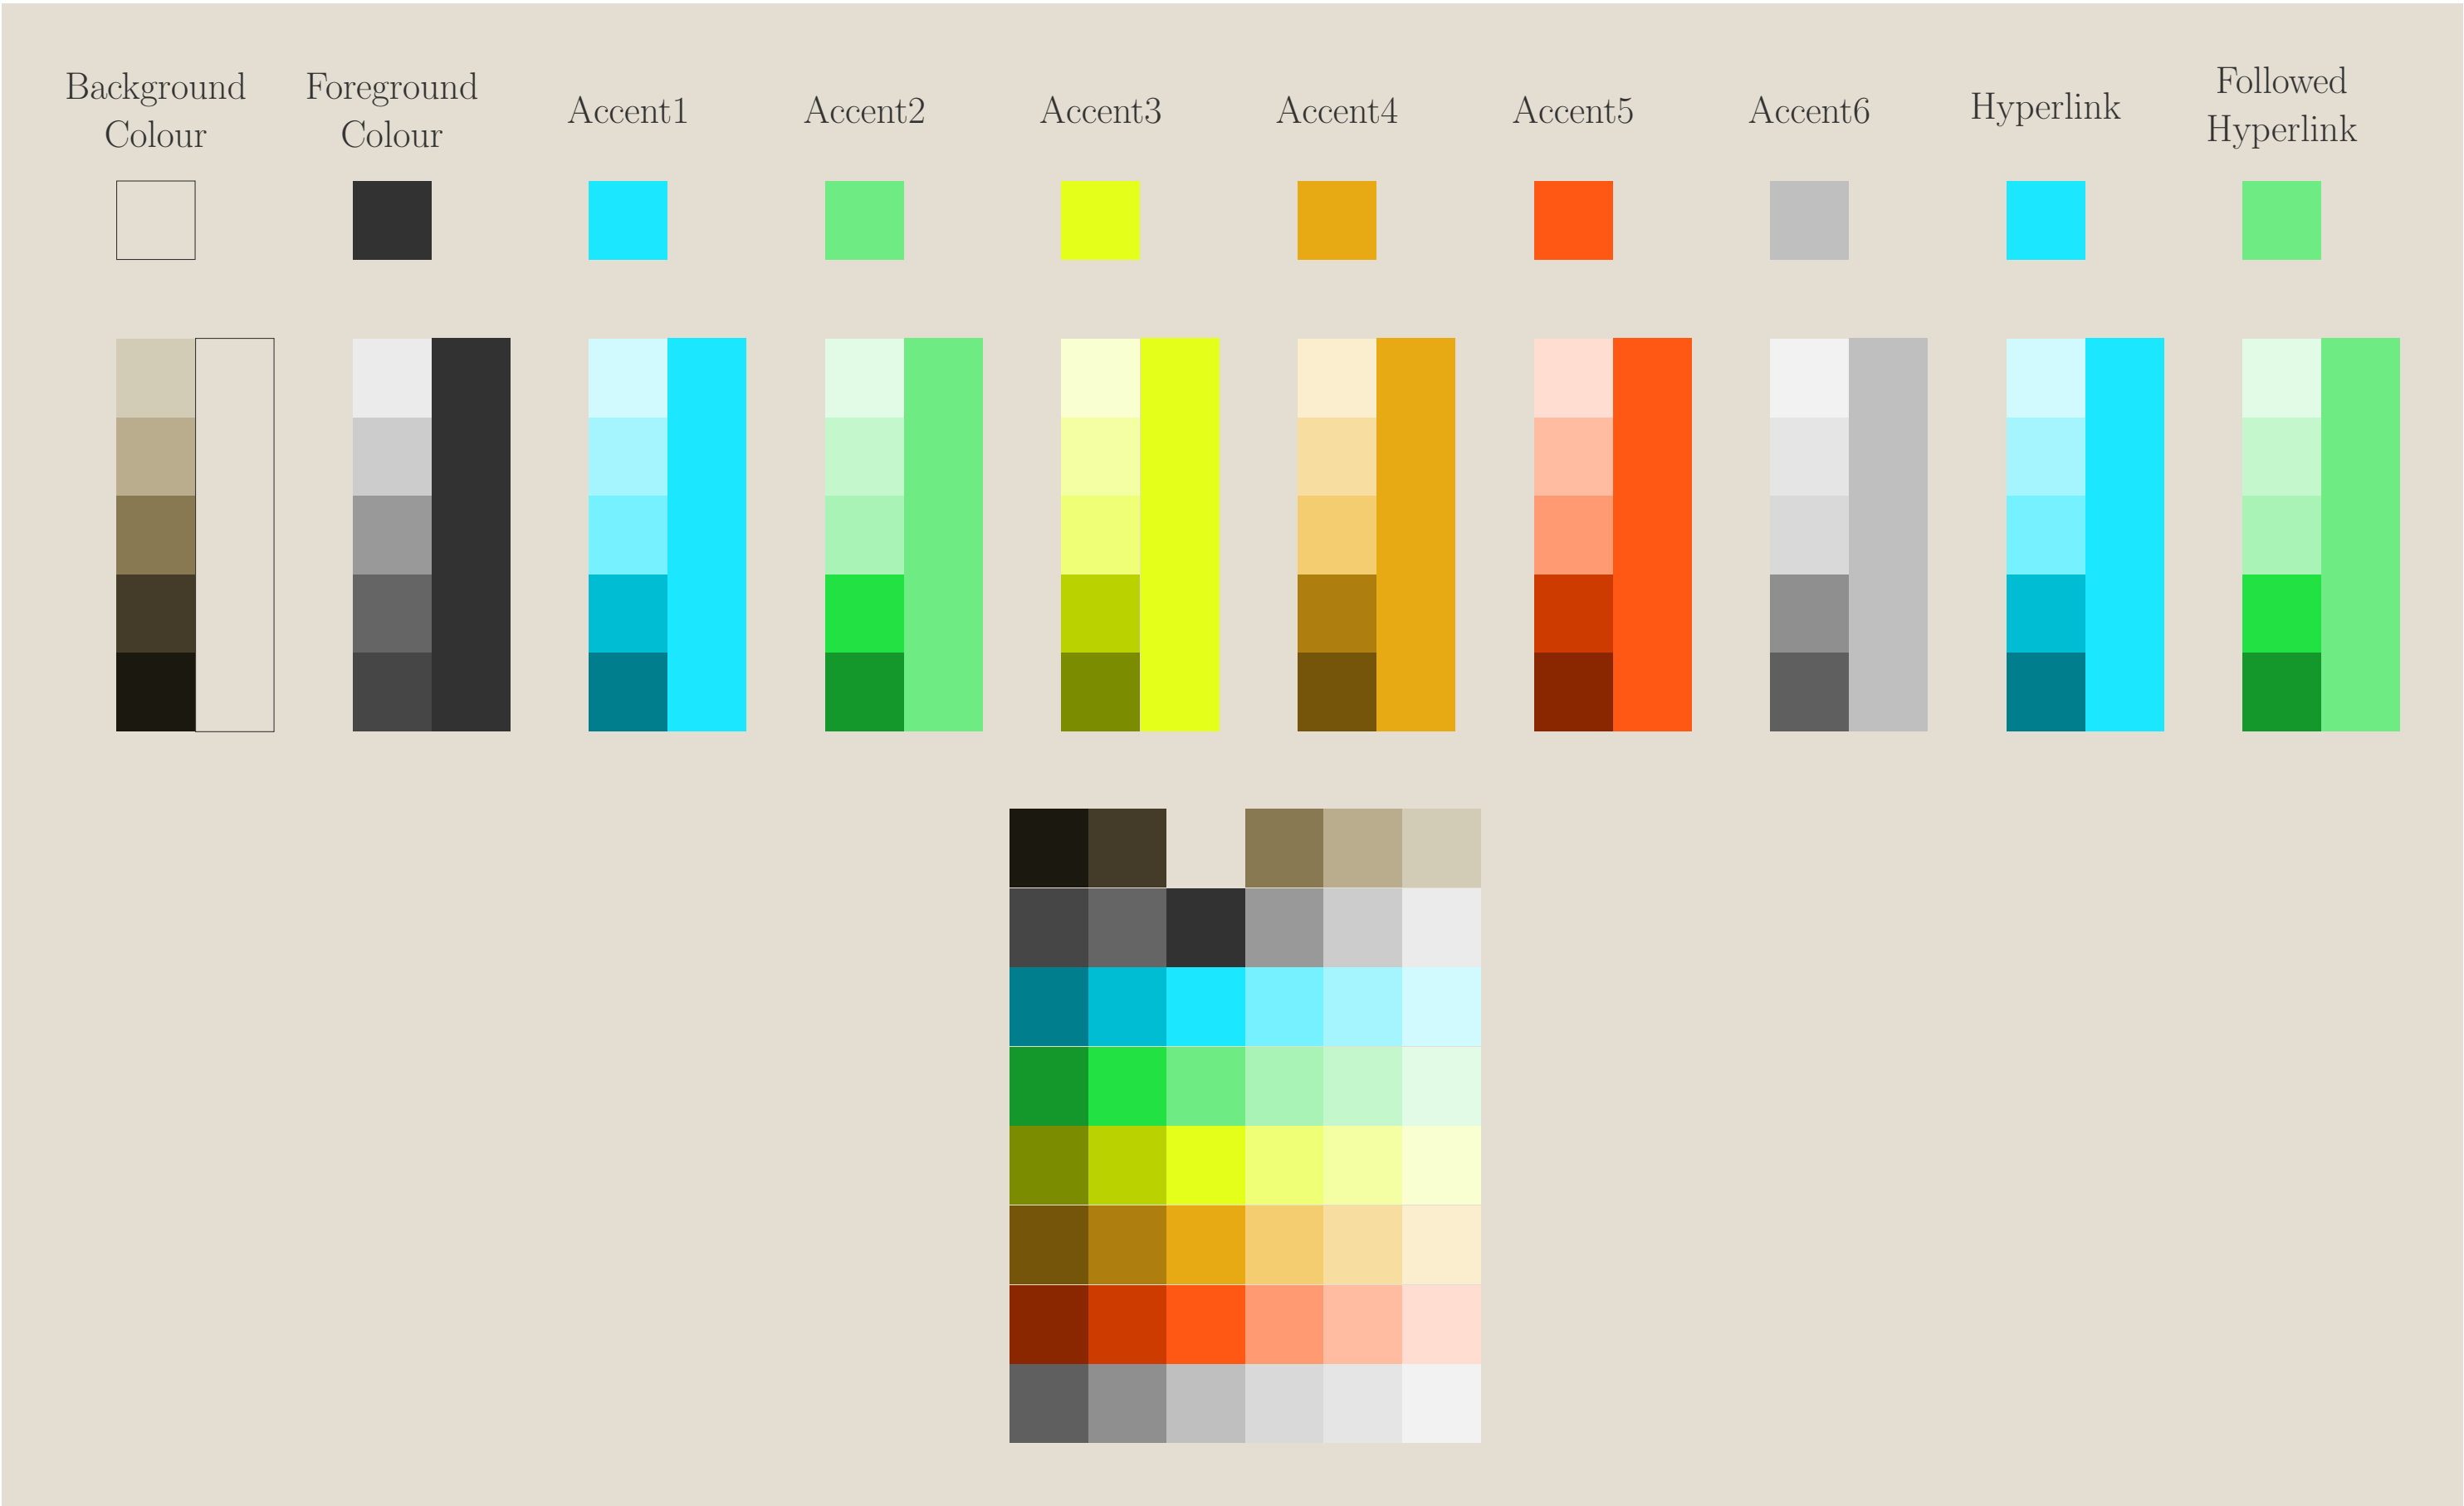 Background
Colour
Foreground
Colour
Accent1
Accent2
Accent3
Accent4
Accent5
Accent6
Hyperlink
Followed
Hyperlink